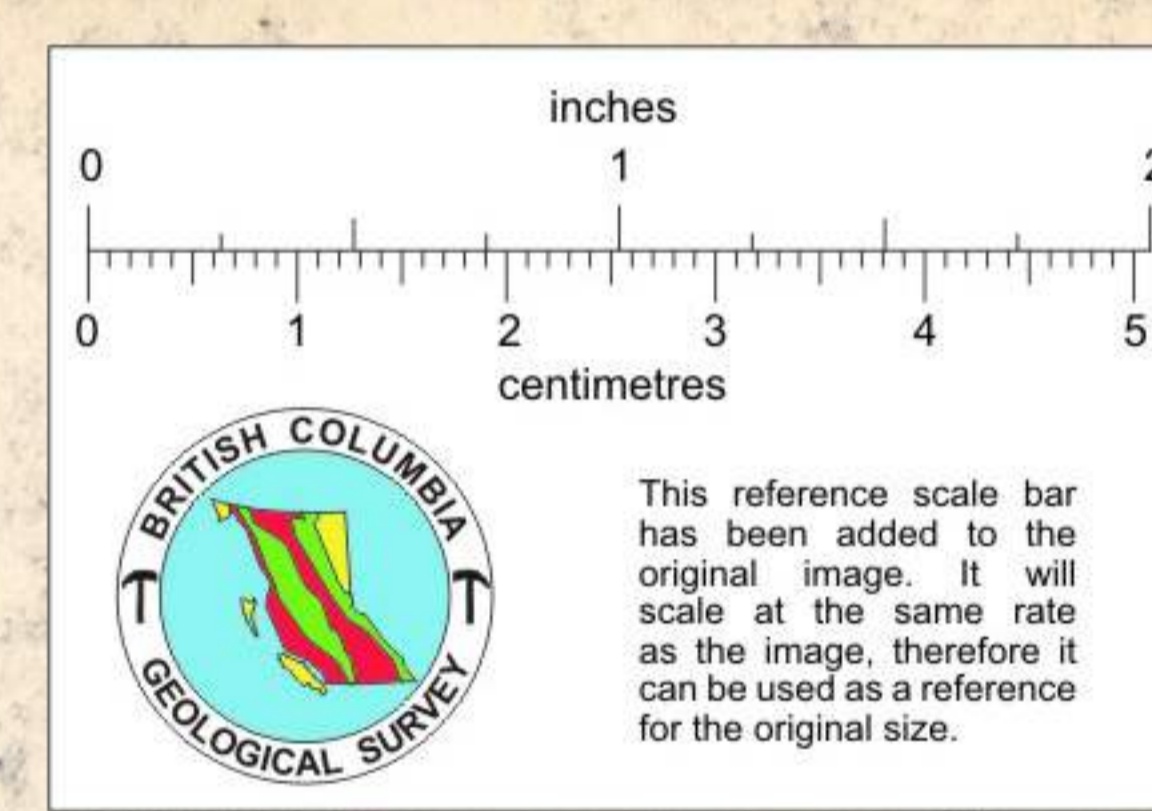 inches
0 1 2
0 1 2 3 4 5
centimetres
BRITISH COLUMBIA
GEOLOGICAL SURVEY
This reference scale bar
has been added to the
original image. It will
scale at the same rate
as the image, therefore it
can be used as a reference
for the original size.